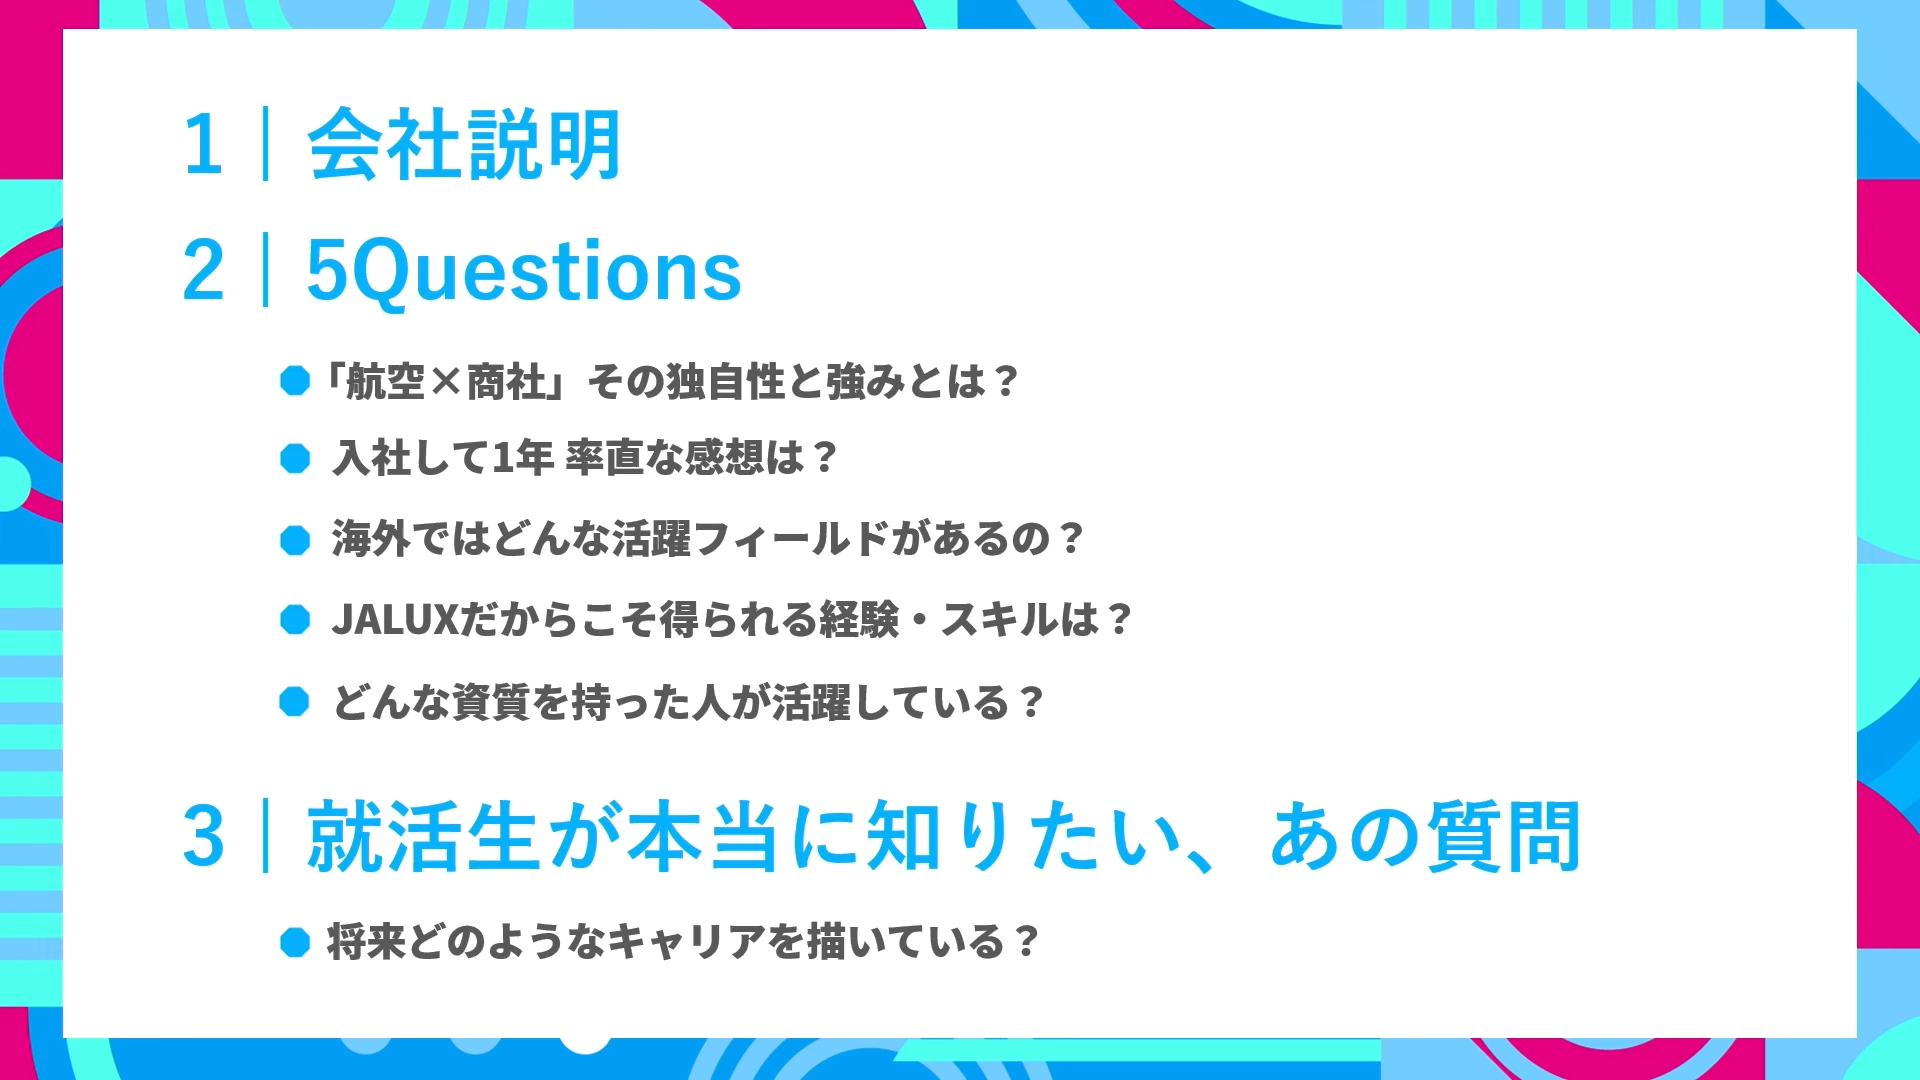 1｜会社説明
2｜5Questions
「航空×商社」その独自性と強みとは？
入社して1年 率直な感想は？
海外ではどんな活躍フィールドがあるの？
JALUXだからこそ得られる経験・スキルは？
どんな資質を持った人が活躍している？
3｜就活生が本当に知りたい、あの質問
将来どのようなキャリアを描いている？